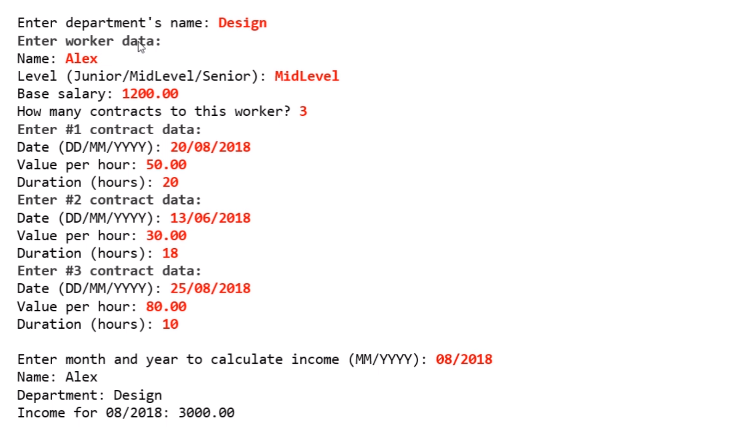 Enter department's name: Design
Enter worker data:
Name: Alex
Level (Junior/MidLevel/Senior): MidLevel
Base salary: 1200.00
How many contracts to this worker? 3
Enter #1 contract data:
Date (DD/MM/YYYY): 20/08/2018
Value per hour: 50.00
Duration (hours): 20
Enter #2 contract data:
Date (DD/MM/YYYY): 13/06/2018
Value per hour: 30.00
Duration (hours): 18
Enter #3 contract data:
Date (DD/MM/YYYY): 25/08/2018
Value per hour: 80.00
Duration (hours): 10
Enter month and year to calculate income (MM/YYYY): 08/2018
Name: Alex
Department: Design
Income for 08/2018: 3000.00